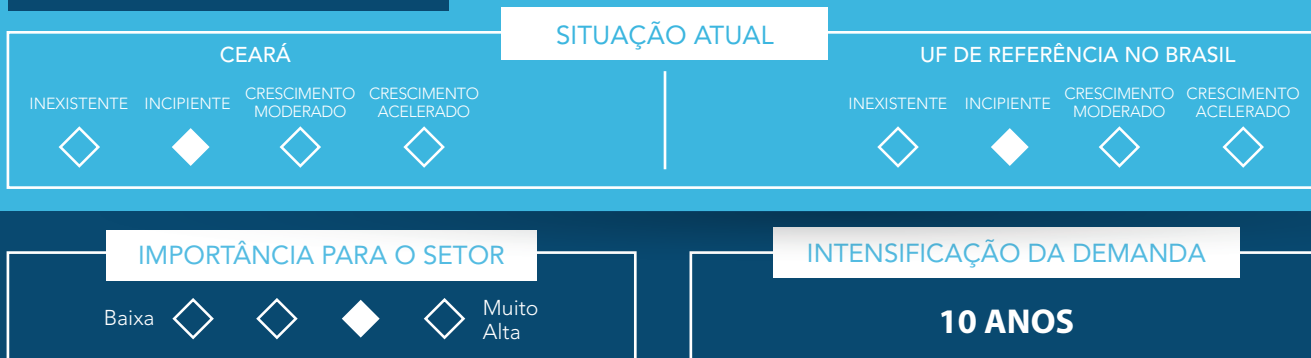 SITUAÇÃO ATUAL
CEARÁ
INEXISTENTE
INCIPIENTE
CRESCIMENTO
MODERADO
CRESCIMENTO
ACELERADO
UF DE REFERÊNCIA NO BRASIL
INEXISTENTE
INCIPIENTE
CRESCIMENTO
MODERADO
CRESCIMENTO
ACELERADO
IMPORTÂNCIA PARA O SETOR
Baixa
Muito
Alta
INTENSIFICAÇÃO DA DEMANDA
10 ANOS